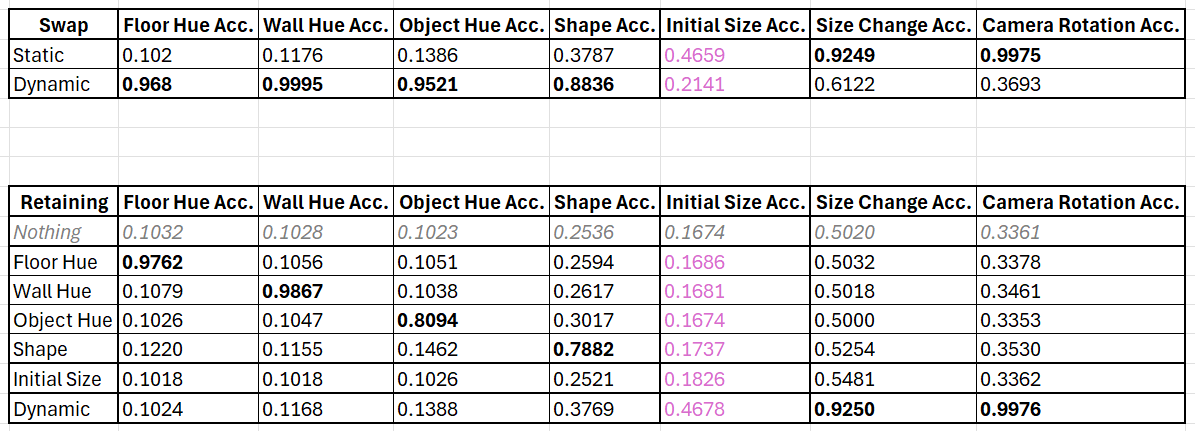 Swap Floor Hue Acc. Wall Hue Acc. Object Hue Acc. Shape Acc. Initial Size Acc. Size Change Acc. Camera Rotation Acc.
Static 0.102 0.1176 0.1386 0.3787 0.4659 0.9249 0.9975
Dynamic 0.968 0.9995 0.9521 0.8836 0.2141 0.6122 0.3693
Retaining Floor Hue Acc. Wall Hue Acc. Object Hue Acc. Shape Acc. Initial Size Acc. Size Change Acc. Camera Rotation Acc.
Nothing 0.1032 0.1028 0.1023 0.2536 0.1674 0.5020 0.3361
Floor Hue 0.9762 0.1056 0.1051 0.2594 0.1686 0.5032 0.3378
Wall Hue 0.1079 0.9867 0.1038 0.2617 0.1681 0.5018 0.3461
Object Hue 0.1026 0.1047 0.8094 0.3017 0.1674 0.5000 0.3353
Shape 0.1220 0.1155 0.1462 0.7882 0.1737 0.5254 0.3530
Initial Size 0.1018 0.1018 0.1026 0.2521 0.1826 0.5481 0.3362
Dynamic 0.1024 0.1168 0.1388 0.3769 0.4678 0.9250 0.9976